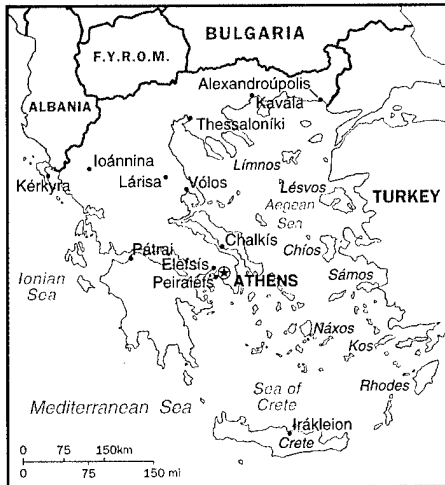 BULGARIA
F.Y.R.O.M.
ALBANIA
Alexandroúpolis
Kavála
Thessaloníki
Límnos
Ioánnina
Kérkyra
Lárisa
Vólos
Lésvos
TURKEY
Aegean
Sea
Chalkís
Chíos
Pátrai
Elefsís
ATHENS
Peiraiéfs
Sámos
Ionian
Sea
Náxos
Kos
Rhodes
Sea of
Crete
Mediterranean Sea
Irákleion
Crete
0 75 150km
0 75 150 mi